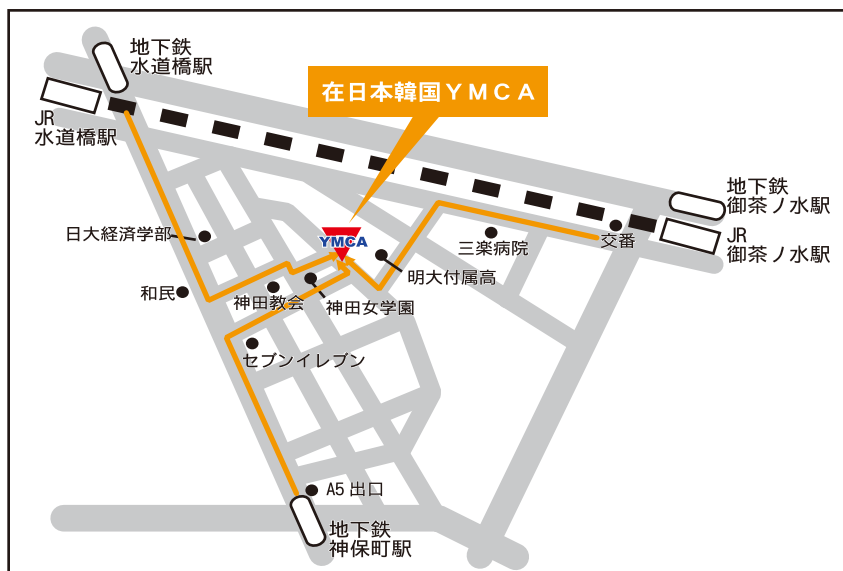 地下鉄
水道橋駅
JR
水道橋駅
在日本韓国ＹＭＣＡ
地下鉄
御茶ノ水駅
JR
御茶ノ水駅
日大経済学部
YMCA
三楽病院
交番
明大付属高
和民
神田教会
神田女学園
セブンイレブン
A5 出口
地下鉄
神保町駅